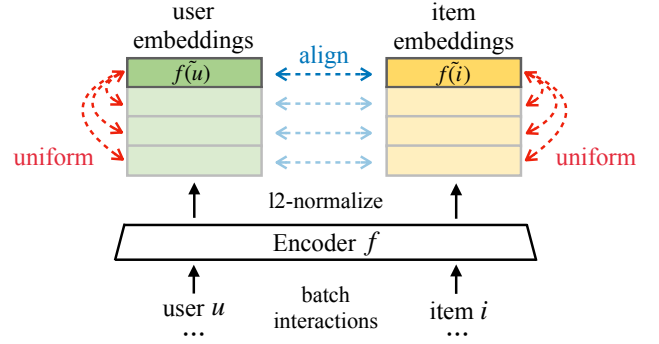 user
embeddings
item
embeddings
align
f(ũ)
f(ĩ)
uniform
uniform
l2-normalize
Encoder f
user u
...
batch
interactions
item i
...